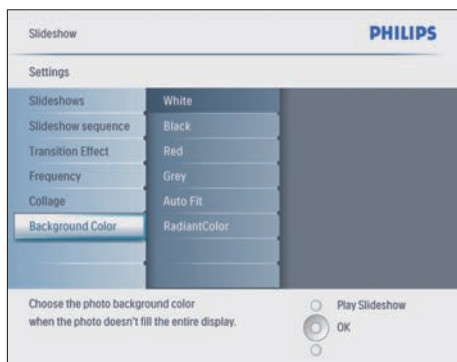 Slideshow
PHILIPS
Settings
Slideshows
White
Slideshow sequence
Black
Transition Effect
Red
Frequency
Grey
Collage
Auto Fit
Background Color
RadiantColor
Choose the photo background color
when the photo doesn't fill the entire display.
Play Slideshow
OK